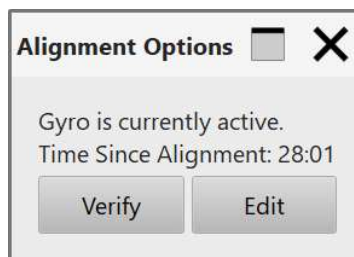 Alignment Options
Gyro is currently active.
Time Since Alignment: 28:01
Verify Edit